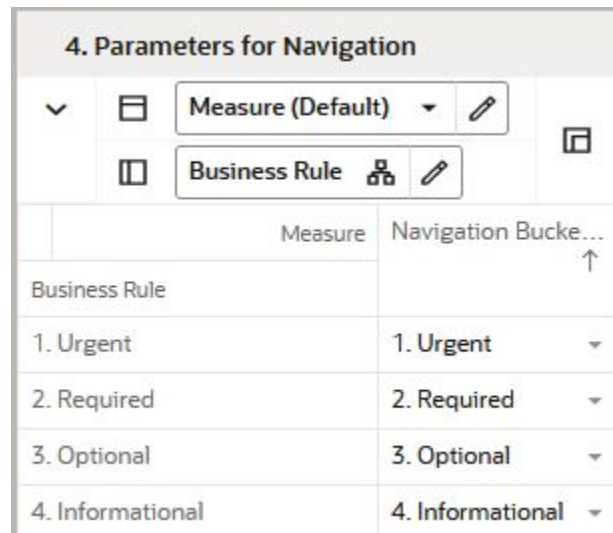 4. Parameters for Navigation
Measure (Default)
Business Rule
Measure
Navigation Bucke...
Business Rule
1. Urgent 1. Urgent
2. Required 2. Required
3. Optional 3. Optional
4. Informational 4. Informational